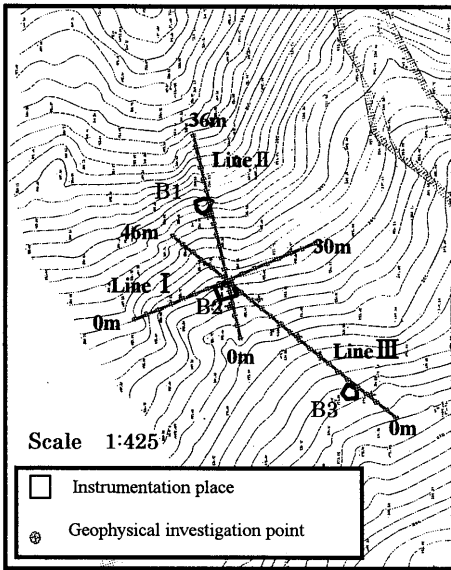 36m
Line Ⅱ
B1
46m
30m
Line Ⅰ
B2
0m
0m
Line Ⅲ
B3
0m
Scale 1:425
Instrumentation place
Geophysical investigation point